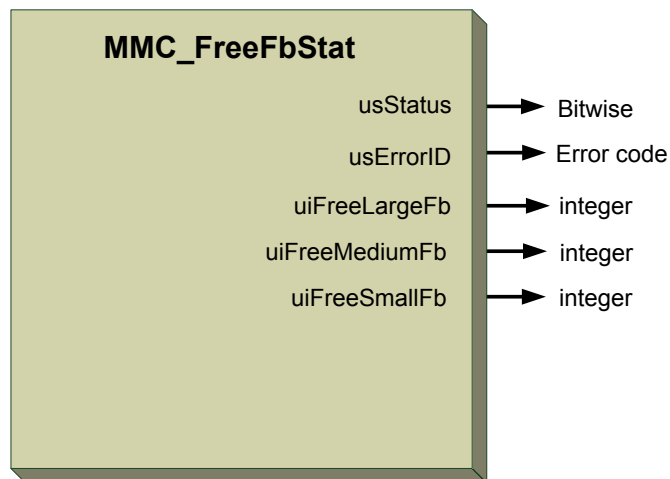 MMC_FreeFbStat
usStatus Bitwise
usErrorID Error code
uiFreeLargeFb integer
uiFreeMediumFb integer
uiFreeSmallFb integer